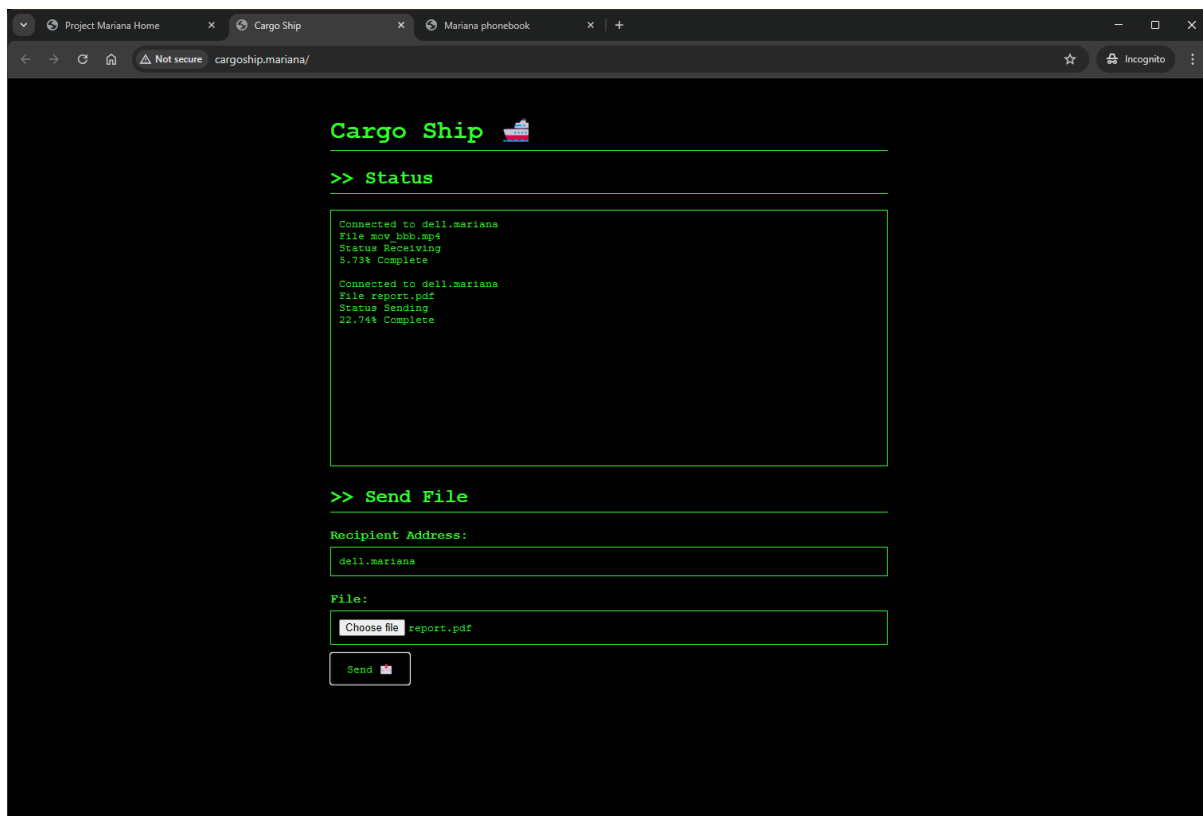 Project Mariana Home
Cargo Ship
Mariana phonebook
Not secure cargoship.mariana/
Incognito
Cargo Ship 🚢
>> Status
Connected to dell.mariana
File mov_bbb.mp4
Status Receiving
5.73% Complete
Connected to dell.mariana
File report.pdf
Status Sending
22.74% Complete
>> Send File
Recipient Address:
dell.mariana
File:
Choose file report.pdf
Send 📩